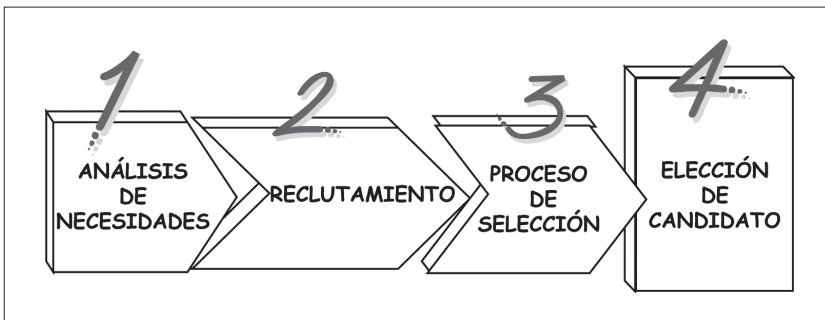 1
ANÁLISIS
DE
NECESIDADES
2
RECLUTAMIENTO
3
PROCESO
DE
SELECCIÓN
4
ELECCIÓN
DE
CANDIDATO